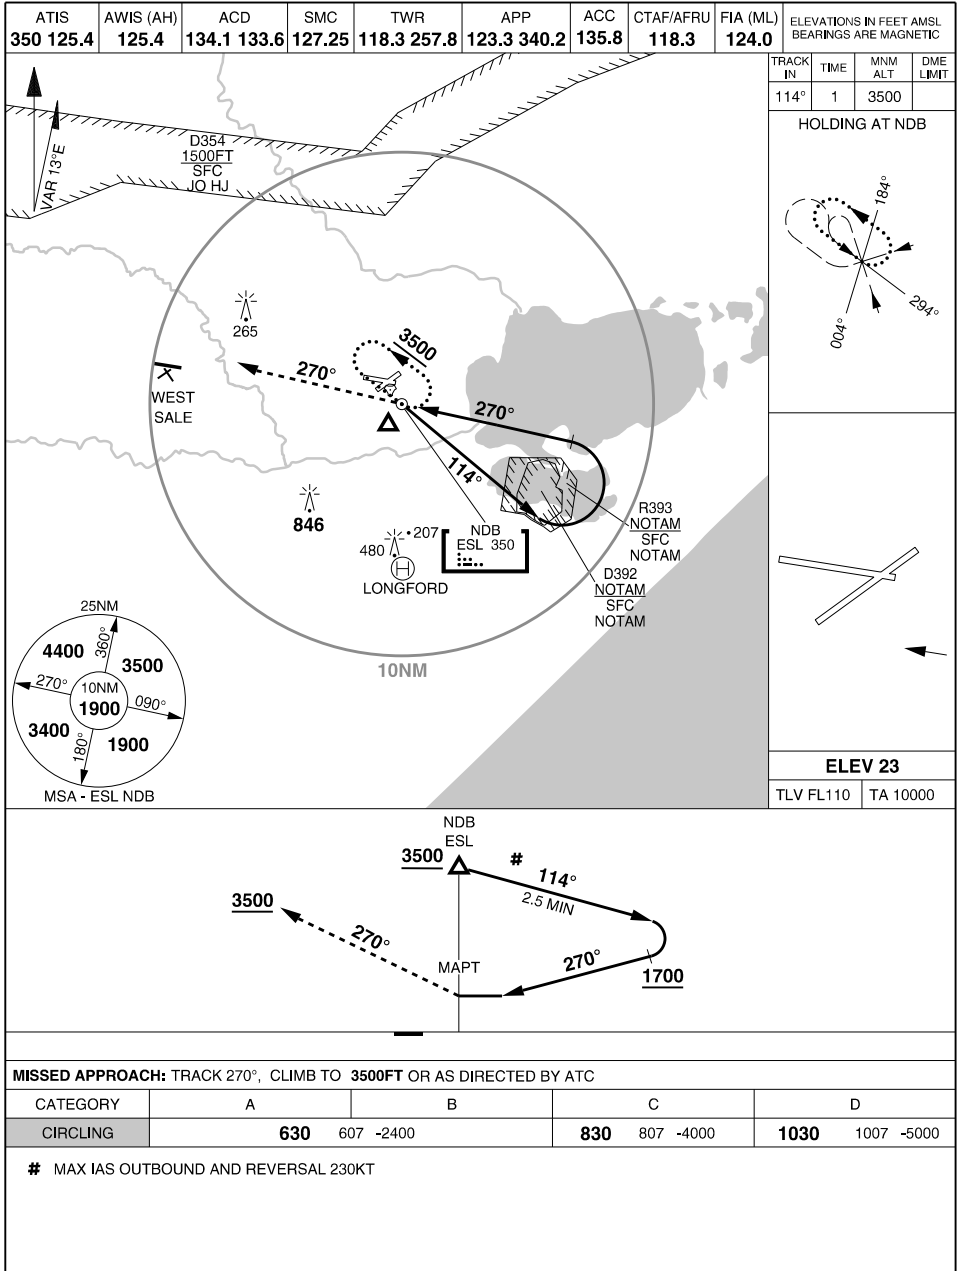 ATIS AWIS (AH) ACD SMC TWR APP ACC CTAF/AFRU FIA (ML)
350 125.4 125.4 134.1 133.6 127.25 118.3 257.8 123.3 340.2 135.8 118.3 124.0
ELEVATIONS IN FEET AMSL
BEARINGS ARE MAGNETIC
TRACK IN TIME MNM ALT DME LIMIT
114° 1 3500
HOLDING AT NDB
184°
294°
004°
VAR 13°E
D354
1500FT
SFC
JO HJ
265
3500
270°
WEST
SALE
270°
114°
846
207
480
H
LONGFORD
NDB
ESL 350
R393
NOTAM
SFC
NOTAM
D392
NOTAM
SFC
NOTAM
10NM
25NM
4400
360°
3500
270°
10NM
1900
090°
3400
180°
1900
MSA - ESL NDB
ELEV 23
TLV FL110 TA 10000
NDB
ESL
3500
#
114°
2.5 MIN
3500
270°
MAPT
270°
1700
MISSED APPROACH: TRACK 270°, CLIMB TO 3500FT OR AS DIRECTED BY ATC
CATEGORY A B C D
CIRCLING 630 607 -2400 830 807 -4000 1030 1007 -5000
# MAX IAS OUTBOUND AND REVERSAL 230KT